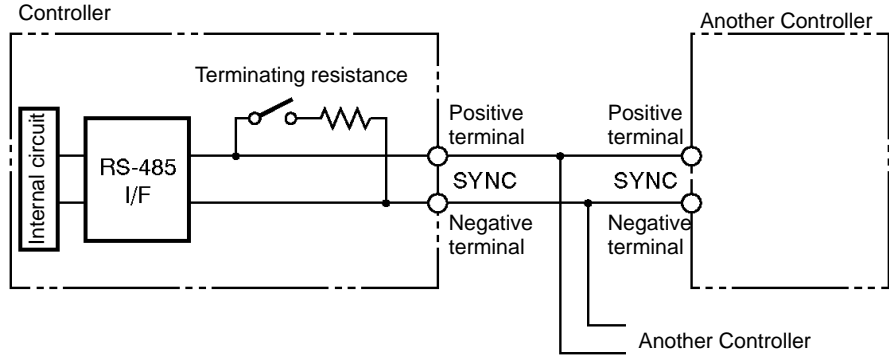 Controller
Another Controller
Terminating resistance
Internal circuit
RS-485
I/F
Positive
terminal
SYNC
Negative
terminal
Positive
terminal
SYNC
Negative
terminal
Another Controller